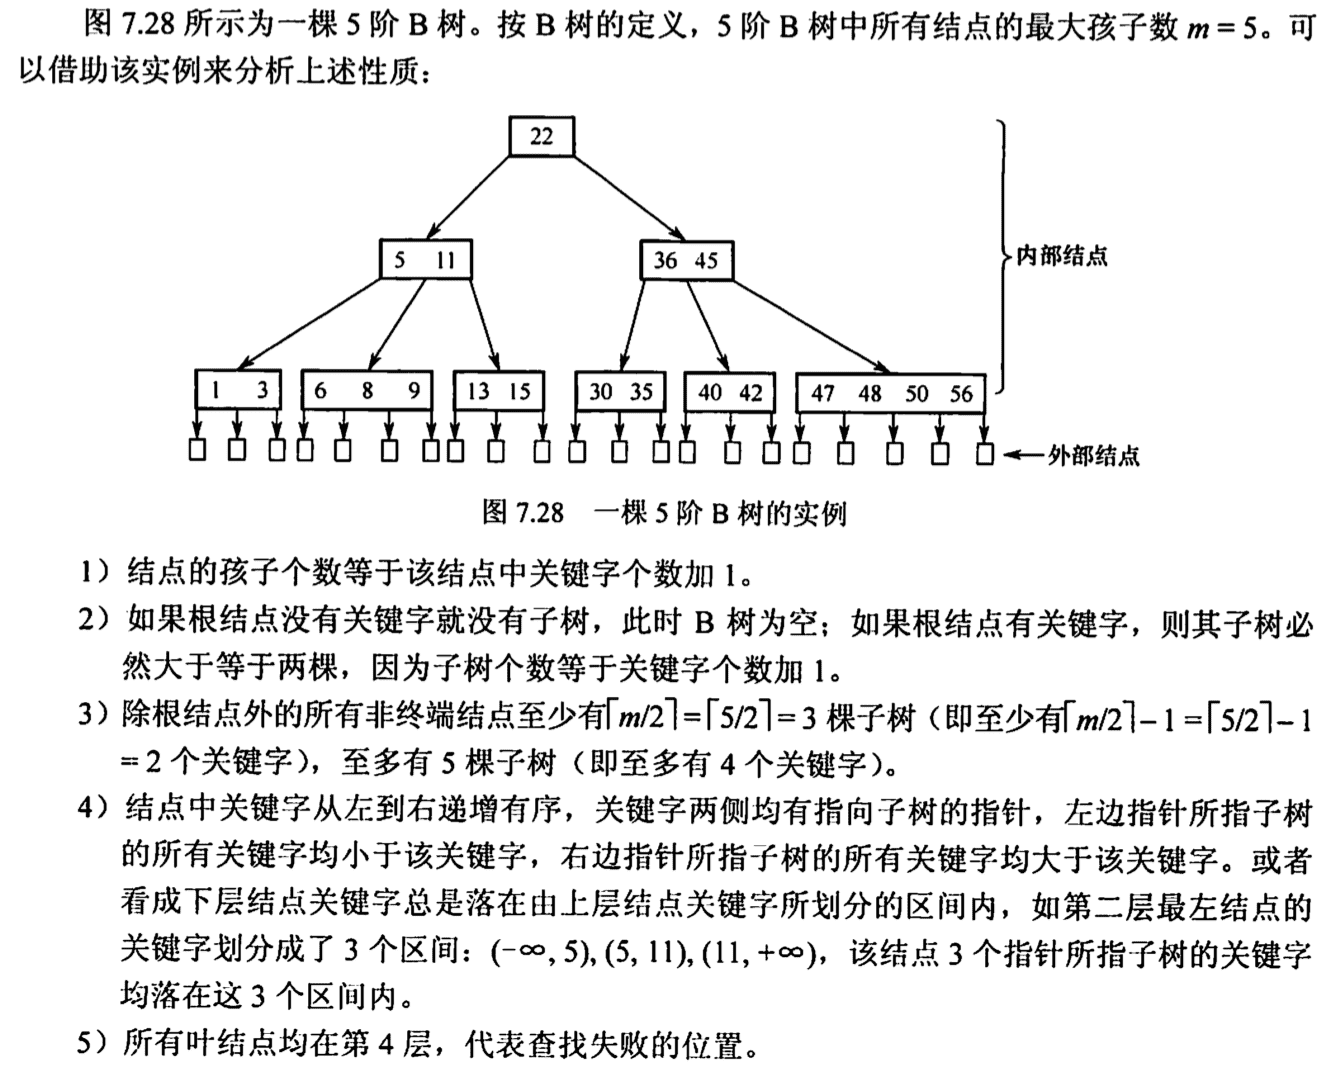 图 7.28 所示为一棵 5 阶 B 树。按 B 树的定义，5 阶 B 树中所有结点的最大孩子数 m = 5。可
以借助该实例来分析上述性质：
22
5 11
36 45
内部结点
1 3
6 8 9
13 15
30 35
40 42
47 48 50 56
外部结点
图 7.28 一棵 5 阶 B 树的实例
1）结点的孩子个数等于该结点中关键字个数加 1。
2）如果根结点没有关键字就没有子树，此时 B 树为空；如果根结点有关键字，则其子树必
然大于等于两棵，因为子树个数等于关键字个数加 1。
3）除根结点外的所有非终端结点至少有⌈m/2⌉=⌈5/2⌉= 3 棵子树（即至少有⌈m/2⌉− 1 =⌈5/2⌉− 1
= 2 个关键字），至多有 5 棵子树（即至多有 4 个关键字）。
4）结点中关键字从左到右递增有序，关键字两侧均有指向子树的指针，左边指针所指子树
的所有关键字均小于该关键字，右边指针所指子树的所有关键字均大于该关键字。或者
看成下层结点关键字总是落在由上层结点关键字所划分的区间内，如第二层最左结点的
关键字划分成了 3 个区间：(-∞, 5), (5, 11), (11, +∞)，该结点 3 个指针所指子树的关键字
均落在这 3 个区间内。
5）所有叶结点均在第 4 层，代表查找失败的位置。